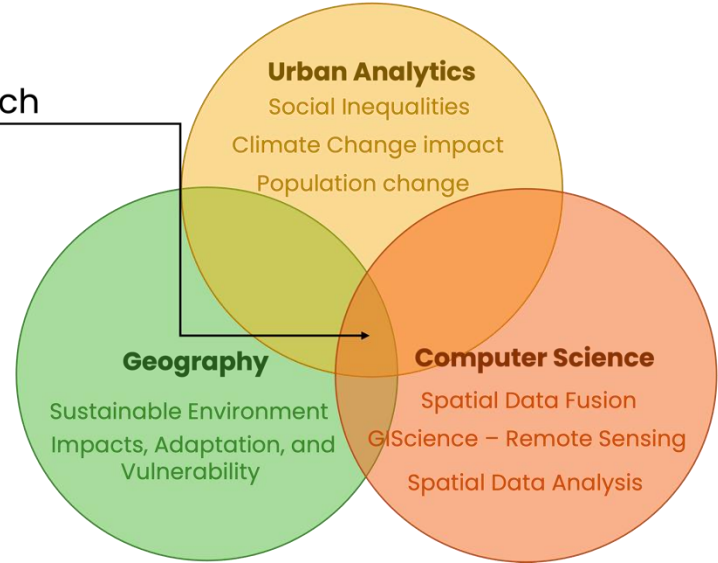 Urban Analytics
ch
Social Inequalities
Climate Change impact
Population change
Geography
Sustainable Environment
Impacts, Adaptation, and
Vulnerability
Computer Science
Spatial Data Fusion
GIScience – Remote Sensing
Spatial Data Analysis